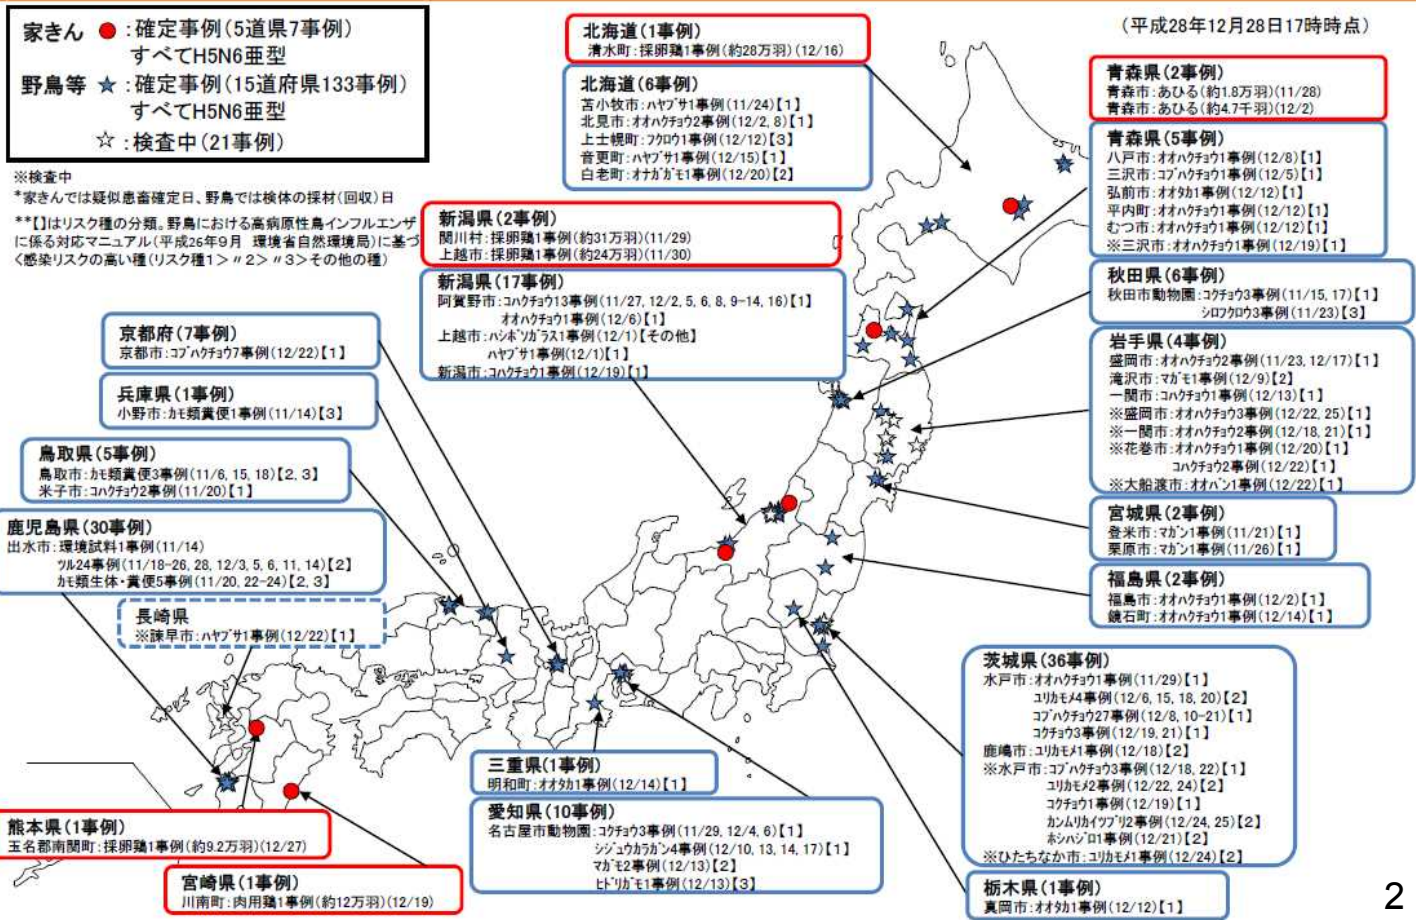 家きん ●:確定事例(5道県7事例)
すべてH5N6亜型
野鳥等 ★:確定事例(15道府県133事例)
すべてH5N6亜型
☆:検査中(21事例)
※検査中
*家きんでは疑似患畜確定日、野鳥では検体の採材(回収)日
**【】はリスク種の分類。野鳥における高病原性鳥インフルエンザ
に係る対応マニュアル(平成26年9月 環境省自然環境局)に基づ
く感染リスクの高い種(リスク種1>〃2>〃3>その他の種)
(平成28年12月28日17時時点)
北海道(1事例)
清水町:採卵鶏1事例(約28万羽)(12/16)
北海道(6事例)
苫小牧市:ハヤブサ1事例(11/24)【1】
北見市:オオハクチョウ2事例(12/2, 8)【1】
上士幌町:フクロウ1事例(12/12)【3】
音更町:ハヤブサ1事例(12/15)【1】
白老町:オナガガモ1事例(12/20)【2】
青森県(2事例)
青森市:あひる(約1.8万羽)(11/28)
青森市:あひる(約4.7千羽)(12/2)
青森県(5事例)
八戸市:オオハクチョウ1事例(12/8)【1】
三沢市:コブハクチョウ1事例(12/5)【1】
弘前市:オオタカ1事例(12/12)【1】
平内町:オオハクチョウ1事例(12/12)【1】
むつ市:オオハクチョウ1事例(12/12)【1】
※三沢市:オオハクチョウ1事例(12/19)【1】
新潟県(2事例)
関川村:採卵鶏1事例(約31万羽)(11/29)
上越市:採卵鶏1事例(約24万羽)(11/30)
新潟県(17事例)
阿賀野市:コハクチョウ13事例(11/27, 12/2, 5, 6, 8, 9-14, 16)【1】
オオハクチョウ1事例(12/6)【1】
上越市:ハシボソガラス1事例(12/1)【その他】
ハヤブサ1事例(12/1)【1】
新潟市:コハクチョウ1事例(12/19)【1】
秋田県(6事例)
秋田市動物園:コクチョウ3事例(11/15, 17)【1】
シロフクロウ3事例(11/23)【3】
岩手県(4事例)
盛岡市:オオハクチョウ2事例(11/23, 12/17)【1】
滝沢市:マガモ1事例(12/9)【2】
一関市:コハクチョウ1事例(12/13)【1】
※盛岡市:オオハクチョウ3事例(12/22, 25)【1】
※一関市:オオハクチョウ2事例(12/18, 21)【1】
※花巻市:オオハクチョウ1事例(12/20)【1】
コハクチョウ2事例(12/22)【1】
※大船渡市:オオバン1事例(12/22)【1】
京都府(7事例)
京都市:コブハクチョウ7事例(12/22)【1】
兵庫県(1事例)
小野市:カモ類糞便1事例(11/14)【3】
鳥取県(5事例)
鳥取市:カモ類糞便3事例(11/6, 15, 18)【2, 3】
米子市:コハクチョウ2事例(11/20)【1】
鹿児島県(30事例)
出水市:環境試料1事例(11/14)
ツル24事例(11/18-26, 28, 12/3, 5, 6, 11, 14)【2】
カモ類生体・糞便5事例(11/20, 22-24)【2, 3】
長崎県
※諫早市:ハヤブサ1事例(12/22)【1】
宮城県(2事例)
登米市:マガン1事例(11/21)【1】
栗原市:マガン1事例(11/26)【1】
福島県(2事例)
福島市:オオハクチョウ1事例(12/2)【1】
鏡石町:オオハクチョウ1事例(12/14)【1】
茨城県(36事例)
水戸市:オオハクチョウ1事例(11/29)【1】
ユリカモメ4事例(12/6, 15, 18, 20)【2】
コブハクチョウ27事例(12/8, 10-21)【1】
コクチョウ3事例(12/19, 21)【1】
鹿嶋市:ユリカモメ1事例(12/18)【2】
※水戸市:コブハクチョウ3事例(12/18, 22)【1】
ユリカモメ2事例(12/22, 24)【2】
コクチョウ1事例(12/19)【1】
カンムリカイツブリ2事例(12/24, 25)【2】
ホシハジロ1事例(12/21)【2】
※ひたちなか市:ユリカモメ1事例(12/24)【2】
三重県(1事例)
明和町:オオタカ1事例(12/14)【1】
愛知県(10事例)
名古屋市動物園:コクチョウ3事例(11/29, 12/4, 6)【1】
シジュウカラガン4事例(12/10, 13, 14, 17)【1】
マガモ2事例(12/13)【2】
ヒドリガモ1事例(12/13)【3】
熊本県(1事例)
玉名郡南関町:採卵鶏1事例(約9.2万羽)(12/27)
宮崎県(1事例)
川南町:肉用鶏1事例(約12万羽)(12/19)
栃木県(1事例)
真岡市:オオタカ1事例(12/12)【1】
2